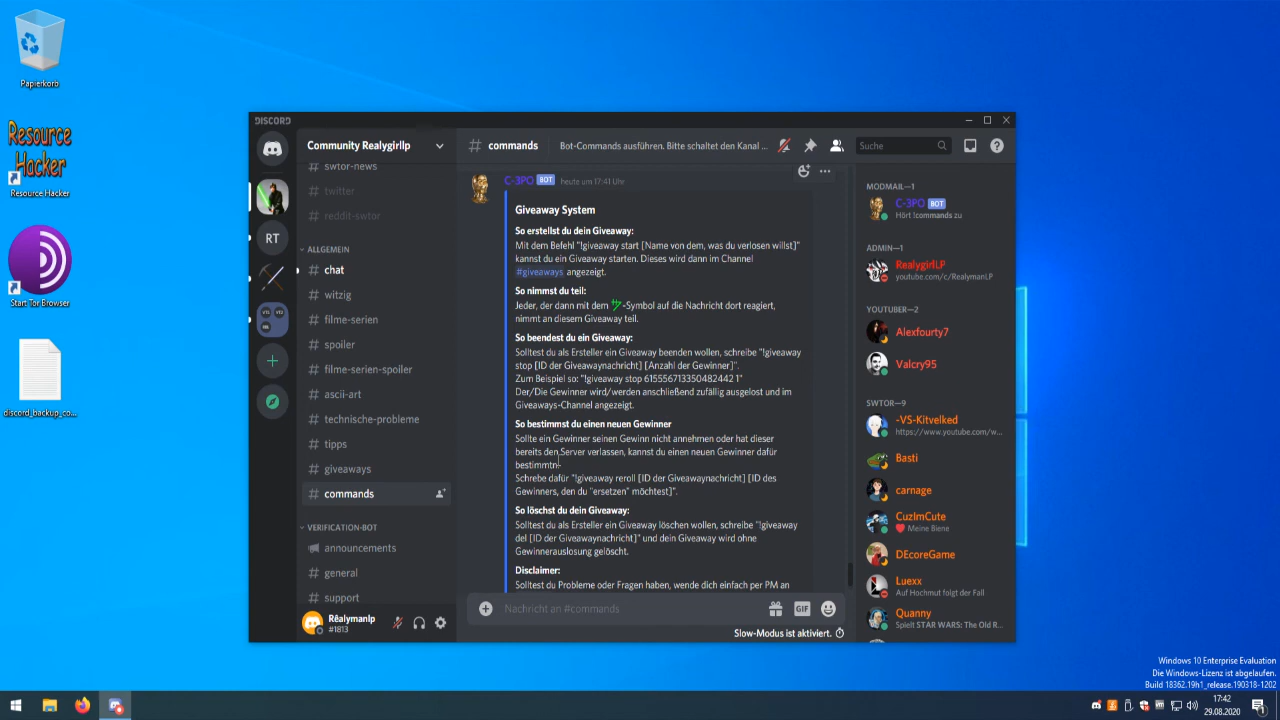 Papierkorb
Resource Hacker
Resource Hacker
Start Tor Browser
discord_backup_co...
DISCORD
Community Realygirllp
swtor-news
twitter
reddit-swtor
RT
ALLGEMEIN
chat
witzig
filme-serien
spoiler
filme-serien-spoiler
ascii-art
technische-probleme
tipps
giveaways
commands
VERIFICATION-BOT
announcements
general
support
Rēalymanlp
#1813
# commands
Bot-Commands ausführen. Bitte schaltet den Kanal ...
Suche
C-3PO BOT heute um 17:41 Uhr
Giveaway System
So erstellst du dein Giveaway:
Mit dem Befehl "!giveaway start [Name von dem, was du verlosen willst]"
kannst du ein Giveaway starten. Dieses wird dann im Channel
#giveaways angezeigt.
So nimmst du teil:
Jeder, der dann mit dem サ-Symbol auf die Nachricht dort reagiert,
nimmt an diesem Giveaway teil.
So beendest du ein Giveaway:
Solltest du als Ersteller ein Giveaway beenden wollen, schreibe "!giveaway
stop [ID der Giveawaynachricht] [Anzahl der Gewinner]".
Zum Beispiel so: "!giveaway stop 615556713350482442 1"
Der/Die Gewinner wird/werden anschließend zufällig ausgelost und im
Giveaways-Channel angezeigt.
So bestimmst du einen neuen Gewinner
Sollte ein Gewinner seinen Gewinn nicht annehmen oder hat dieser
bereits den Server verlassen, kannst du einen neuen Gewinner dafür
bestimmtn.
Schrebe dafür "!giveaway reroll [ID der Giveawaynachricht] [ID des
Gewinners, den du "ersetzen" möchtest]".
So löschst du dein Giveaway:
Solltest du als Ersteller ein Giveaway löschen wollen, schreibe "!giveaway
del [ID der Giveawaynachricht]" und dein Giveaway wird ohne
Gewinnerauslosung gelöscht.
Disclaimer:
Solltest du Probleme oder Fragen haben, wende dich einfach per PM an
Nachricht an #commands
GIF
Slow-Modus ist aktiviert.
MODMAIL—1
C-3PO BOT
Hört !commands zu
ADMIN—1
RealygirlLP
youtube.com/c/RealymanLP
YOUTUBER—2
Alexfourty7
Valcry95
SWTOR—9
-VS-Kitvelked
https://www.youtube.com/w...
Basti
carnage
CuzImCute
Meine Biene
DEcoreGame
Luexx
Auf Hochmut folgt der Fall
Quanny
Spielt STAR WARS: The Old R...
Windows 10 Enterprise Evaluation
Die Windows-Lizenz ist abgelaufen.
Build 18362.19h1_release.190318-1202
17:42
29.08.2020